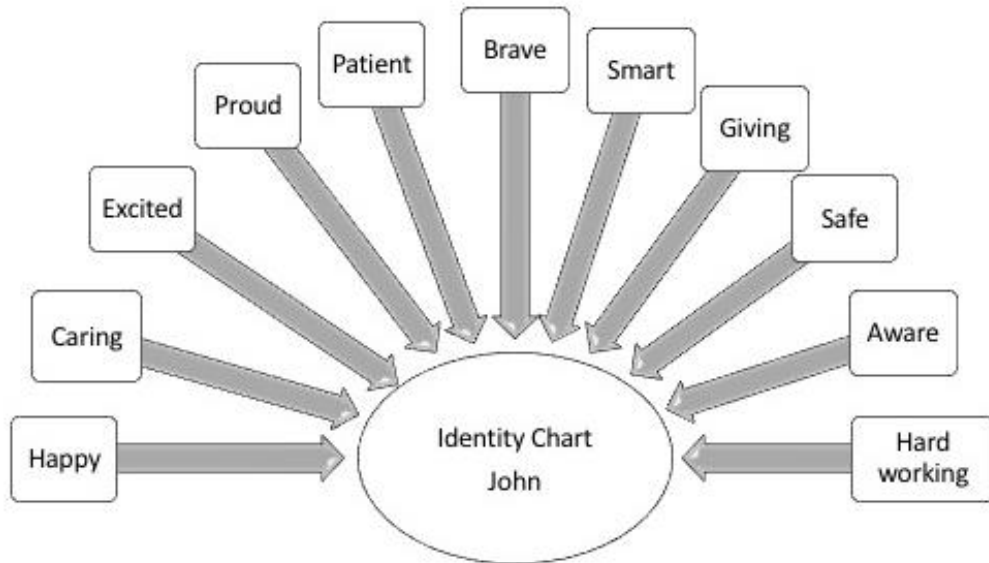 Brave
Patient
Smart
Proud
Giving
Excited
Safe
Caring
Aware
Happy
Identity Chart
John
Hard
working